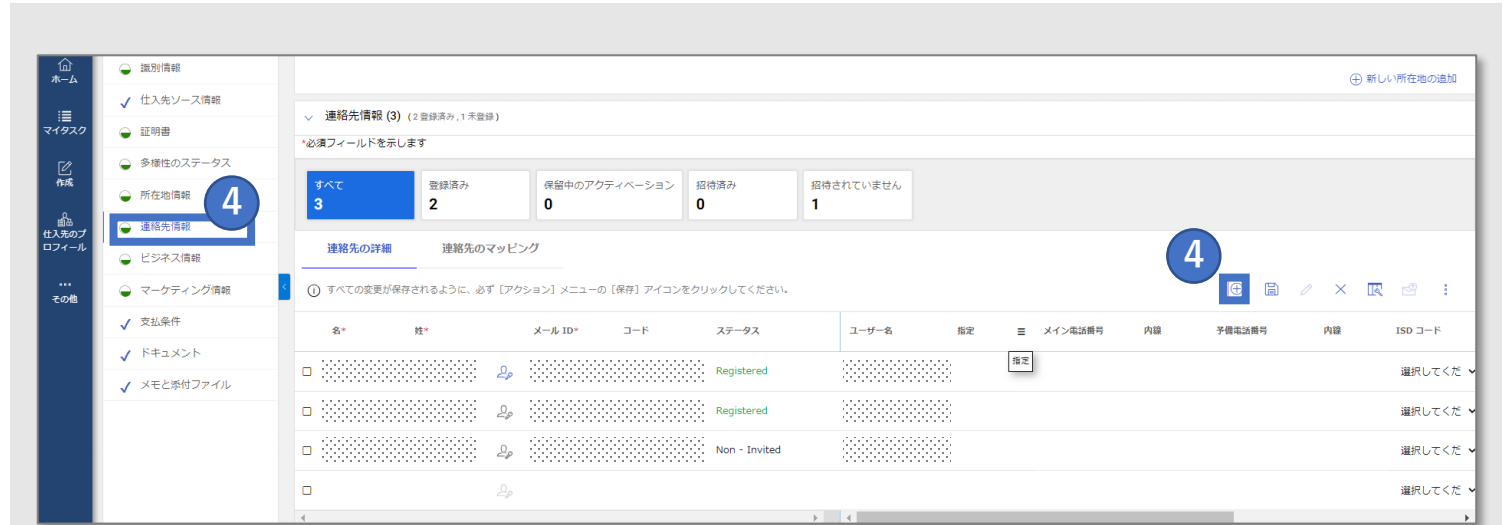 ホーム
マイタスク
作成
仕入先のプ
ロフィール
その他
識別情報
仕入先ソース情報
証明書
多様性のステータス
所在地情報
4
連絡先情報
ビジネス情報
マーケティング情報
支払条件
ドキュメント
メモと添付ファイル
新しい所在地の追加
連絡先情報 (3) (2 登録済み , 1 未登録)
*必須フィールドを示します
すべて 登録済み 保留中のアクティベーション 招待済み 招待されていません
3 2 0 0 1
連絡先の詳細 連絡先のマッピング
4
すべての変更が保存されるように、必ず [アクション] メニューの [保存] アイコンをクリックしてください。
名* 姓* メール ID* コード ステータス ユーザー名 指定 メイン電話番号 内線 予備電話番号 内線 ISD コード
指定
Registered 選択してくだ
Registered 選択してくだ
Non - Invited 選択してくだ
選択してくだ